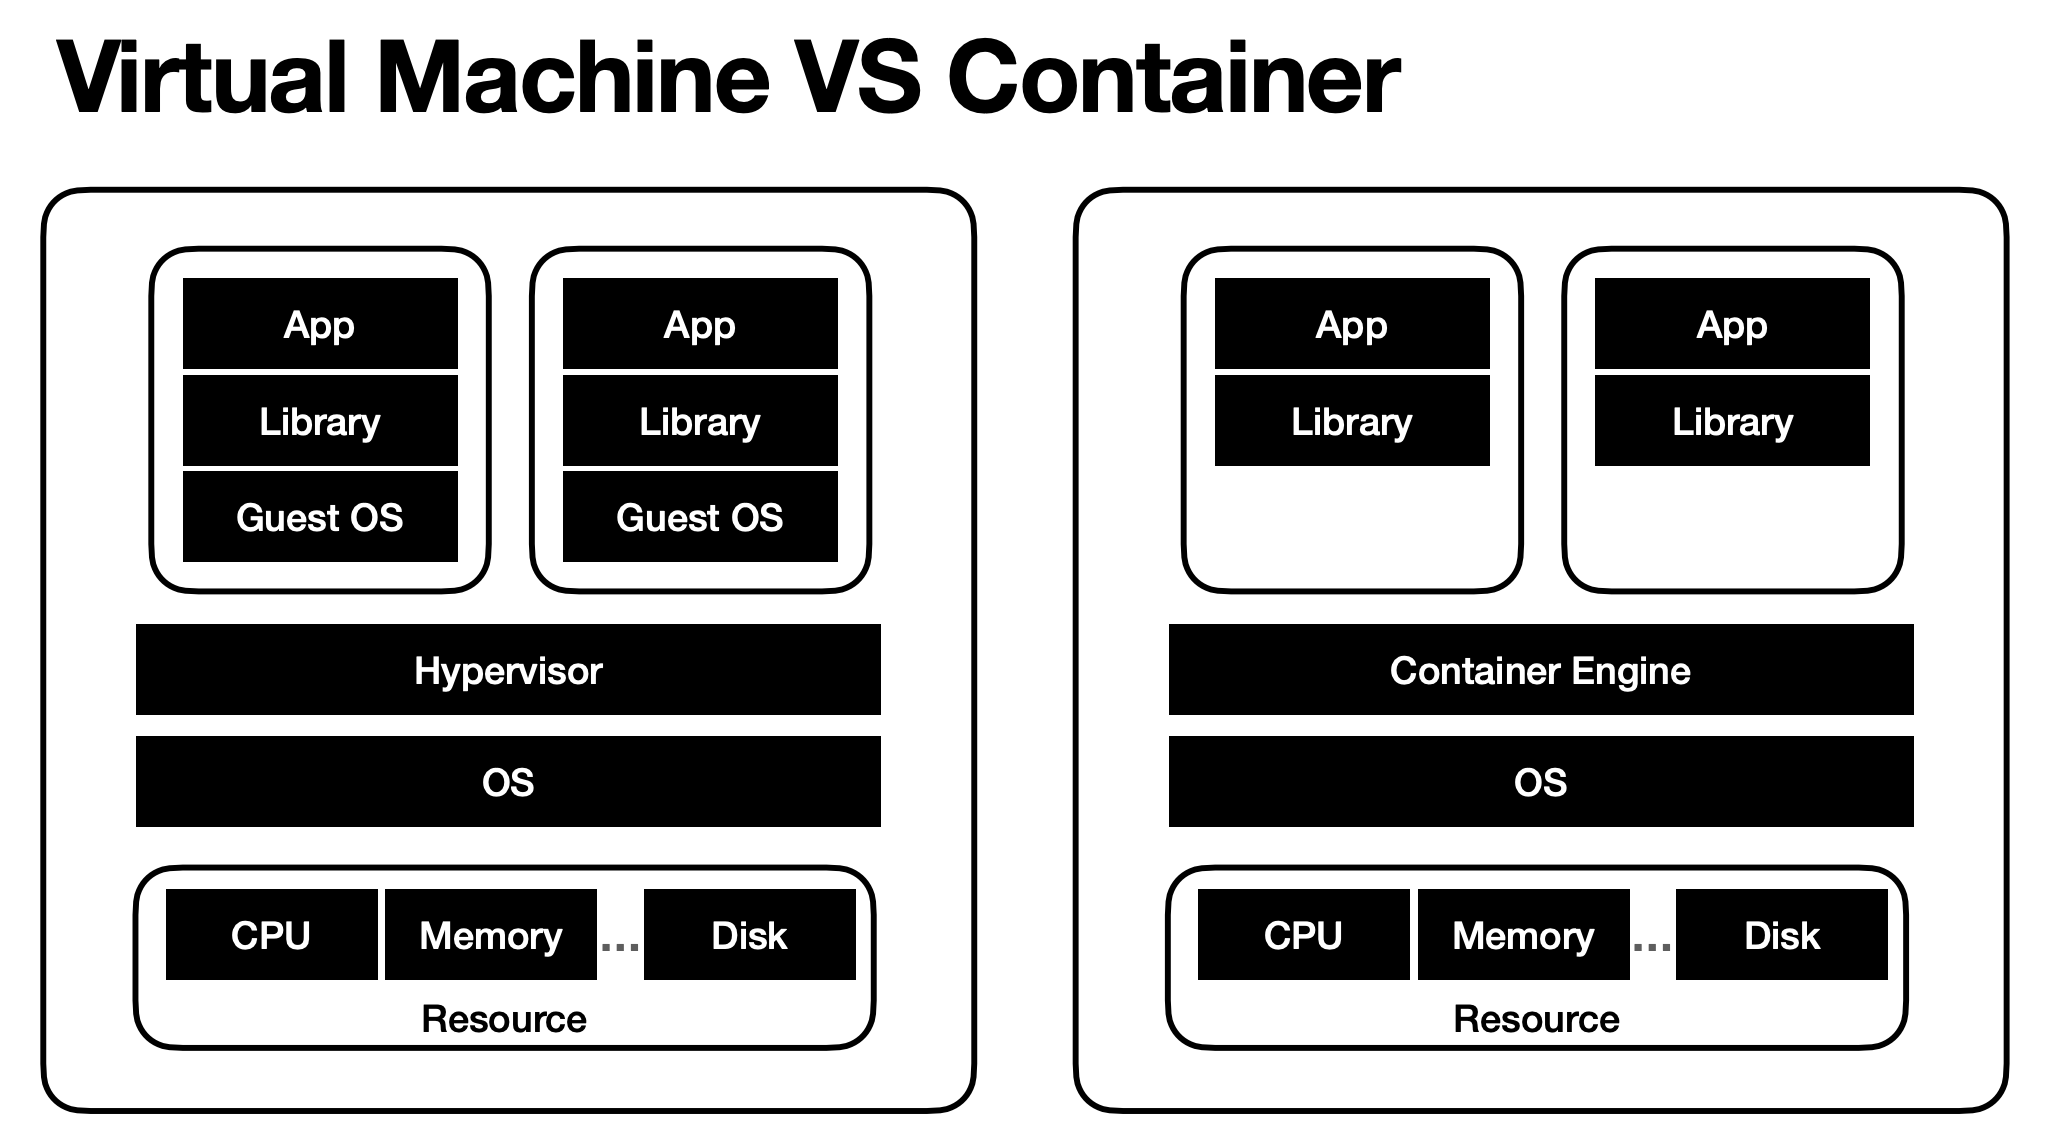 Virtual Machine VS Container
App
Library
Guest OS
App
Library
Guest OS
Hypervisor
OS
CPU Memory ... Disk
Resource
App
Library
App
Library
Container Engine
OS
CPU Memory ... Disk
Resource